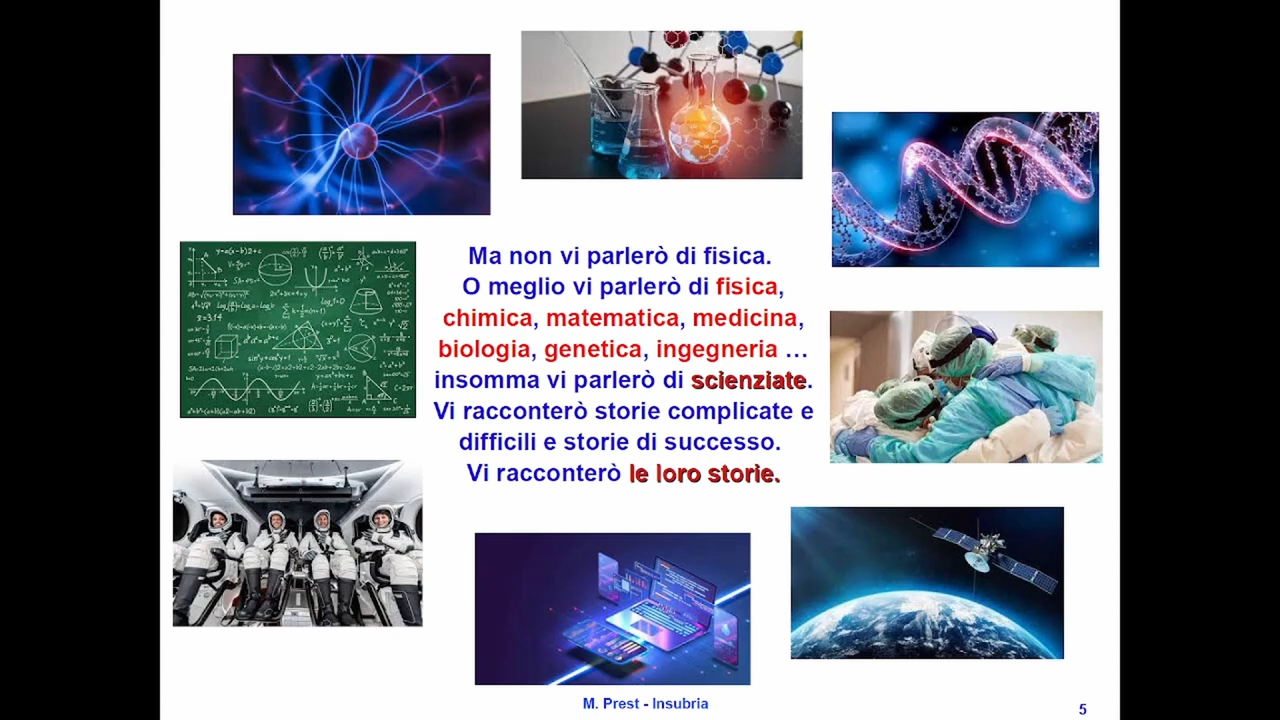 Ma non vi parlerò di fisica.
O meglio vi parlerò di fisica,
chimica, matematica, medicina,
biologia, genetica, ingegneria …
insomma vi parlerò di scienziate.
Vi racconterò storie complicate e
difficili e storie di successo.
Vi racconterò le loro storie.
M. Prest - Insubria
5